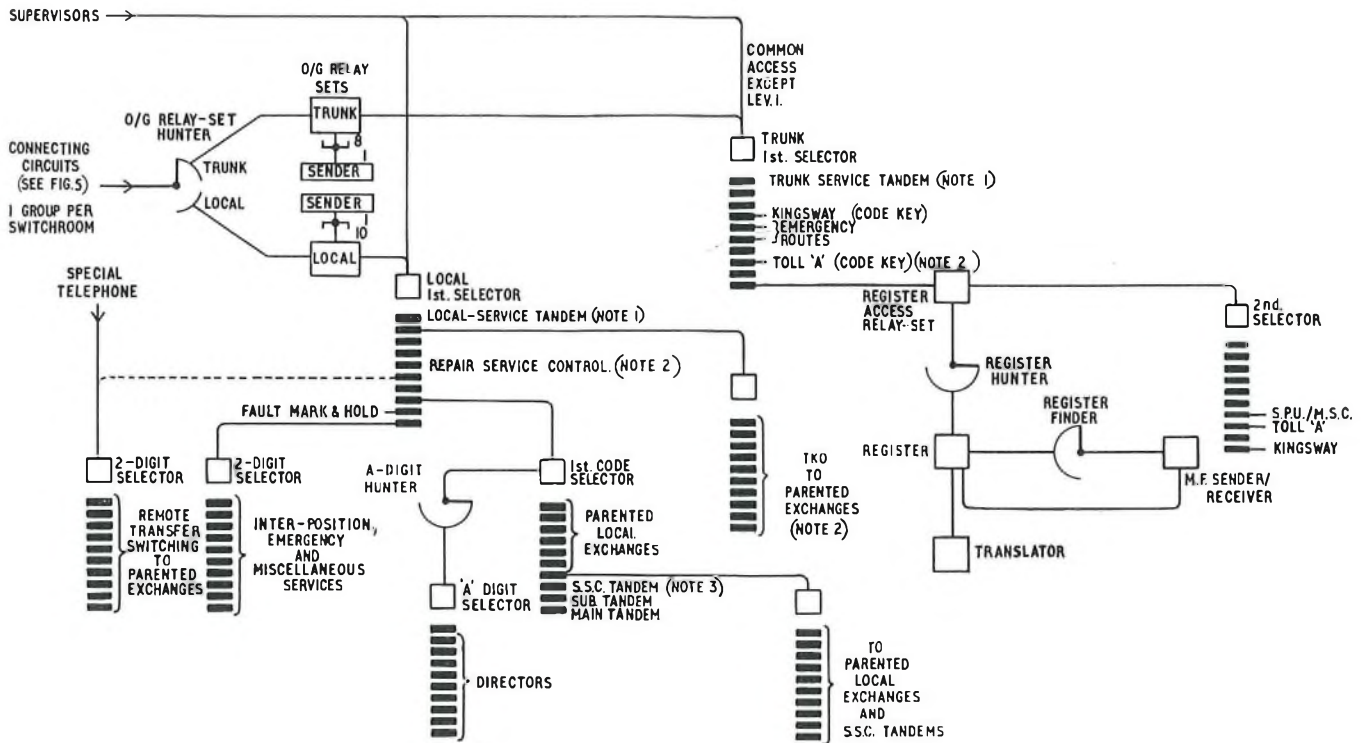 SUPERVISORS
COMMON
ACCESS
EXCEPT
LEV.1.
O/G RELAY
SETS
TRUNK
8
1
SENDER
O/G RELAY-SET
HUNTER
CONNECTING
CIRCUITS
(SEE FIG.5)
1 GROUP PER
SWITCHROOM
TRUNK
LOCAL
SENDER
1
10
LOCAL
TRUNK
1st. SELECTOR
TRUNK SERVICE TANDEM (NOTE 1)
KINGSWAY (CODE KEY)
EMERGENCY
ROUTES
TOLL 'A' (CODE KEY)(NOTE 2)
SPECIAL
TELEPHONE
LOCAL
1st. SELECTOR
LOCAL-SERVICE TANDEM (NOTE 1)
REPAIR SERVICE CONTROL. (NOTE 2)
FAULT MARK & HOLD
REGISTER
ACCESS
RELAY-SET
2nd.
SELECTOR
REGISTER
HUNTER
REGISTER
FINDER
S.P.U./M.S.C.
TOLL 'A'
KINGSWAY
REGISTER
M.F. SENDER/
RECEIVER
TRANSLATOR
2-DIGIT
SELECTOR
2-DIGIT
SELECTOR
A-DIGIT
HUNTER
1st. CODE
SELECTOR
REMOTE
TRANSFER
SWITCHING
TO
PARENTED
EXCHANGES
INTER-POSITION,
EMERGENCY
AND
MISCELLANEOUS
SERVICES
PARENTED
LOCAL
EXCHANGES
TKO
TO
PARENTED
EXCHANGES
(NOTE 2)
'A' DIGIT
SELECTOR
S.S.C. TANDEM (NOTE 3)
SUB TANDEM
MAIN TANDEM
DIRECTORS
TO
PARENTED
LOCAL
EXCHANGES
AND
S.S.C. TANDEMS